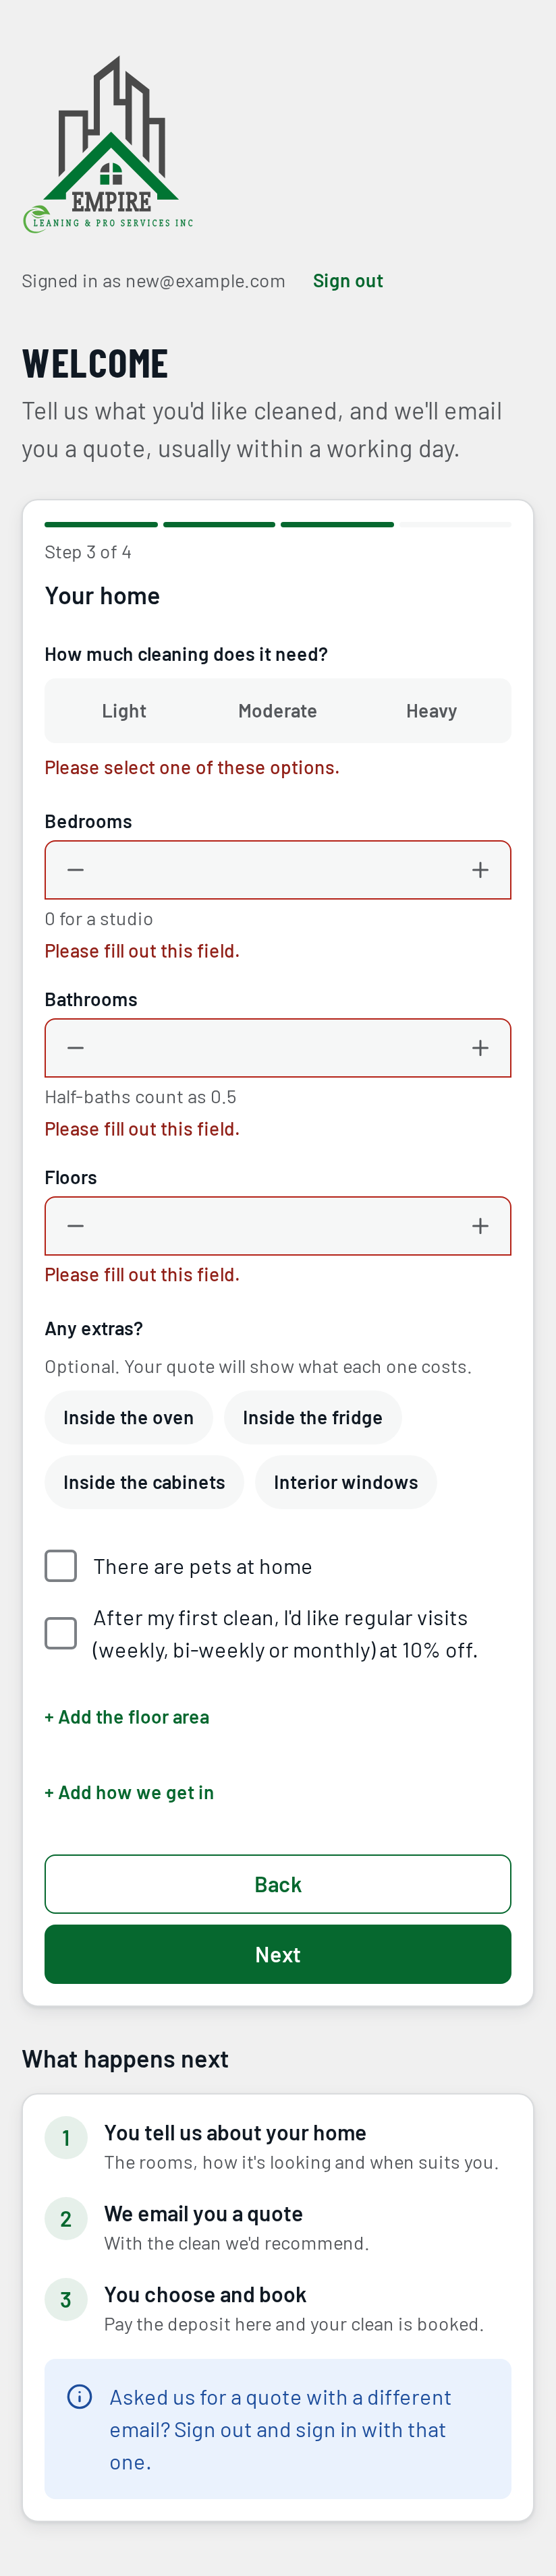 EMPIRE
CLEANING & PRO SERVICES INC
Signed in as new@example.com Sign out
WELCOME
Tell us what you'd like cleaned, and we'll email
you a quote, usually within a working day.
Step 3 of 4
Your home
How much cleaning does it need?
Light Moderate Heavy
Please select one of these options.
Bedrooms
− +
0 for a studio
Please fill out this field.
Bathrooms
− +
Half-baths count as 0.5
Please fill out this field.
Floors
− +
Please fill out this field.
Any extras?
Optional. Your quote will show what each one costs.
Inside the oven Inside the fridge
Inside the cabinets Interior windows
There are pets at home
After my first clean, I'd like regular visits
(weekly, bi-weekly or monthly) at 10% off.
+ Add the floor area
+ Add how we get in
Back
Next
What happens next
1 You tell us about your home
The rooms, how it's looking and when suits you.
2 We email you a quote
With the clean we'd recommend.
3 You choose and book
Pay the deposit here and your clean is booked.
Asked us for a quote with a different
email? Sign out and sign in with that
one.